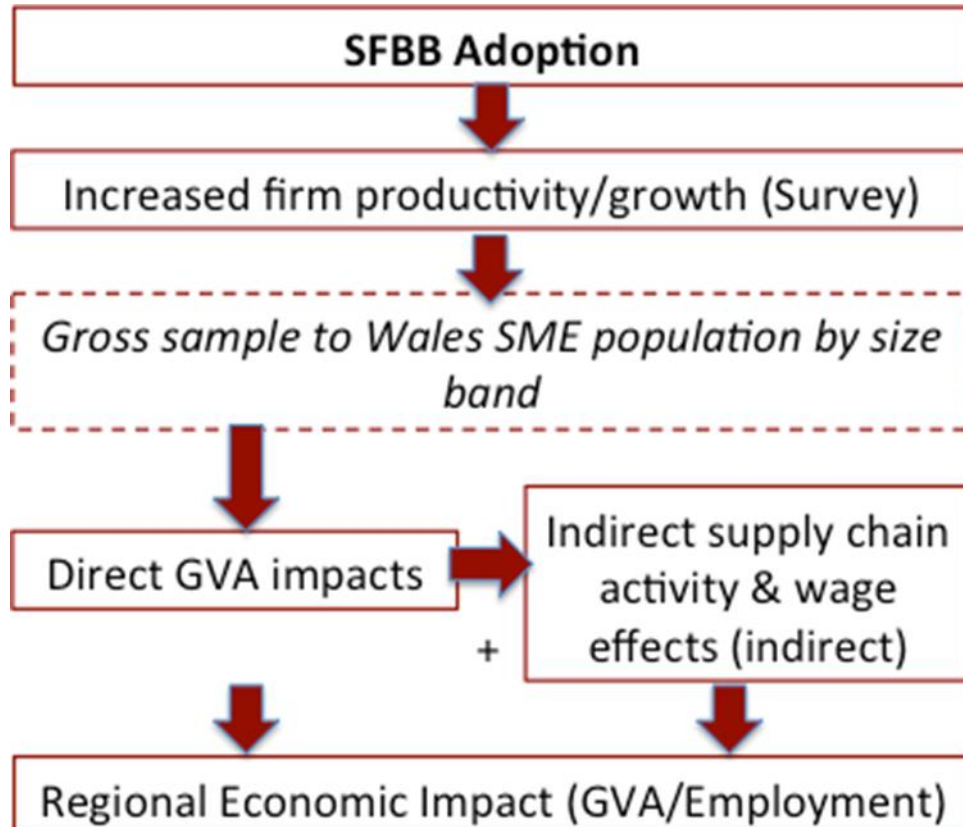 SFBB Adoption
Increased firm productivity/growth (Survey)
Gross sample to Wales SME population by size
band
Direct GVA impacts
+
Indirect supply chain
activity & wage
effects (indirect)
Regional Economic Impact (GVA/Employment)